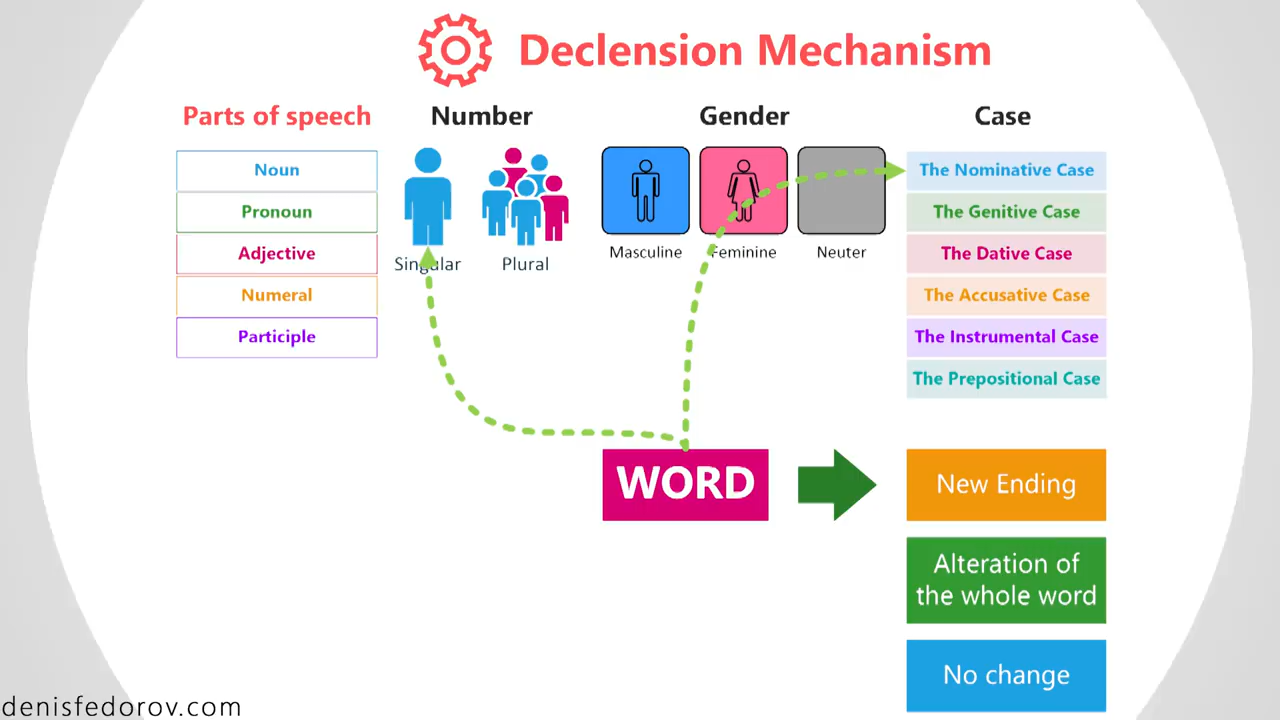 Declension Mechanism
Parts of speech
Noun
Pronoun
Adjective
Numeral
Participle
Number
Singular
Plural
Gender
Masculine
Feminine
Neuter
Case
The Nominative Case
The Genitive Case
The Dative Case
The Accusative Case
The Instrumental Case
The Prepositional Case
WORD
New Ending
Alteration of
the whole word
No change
denisfedorov.com